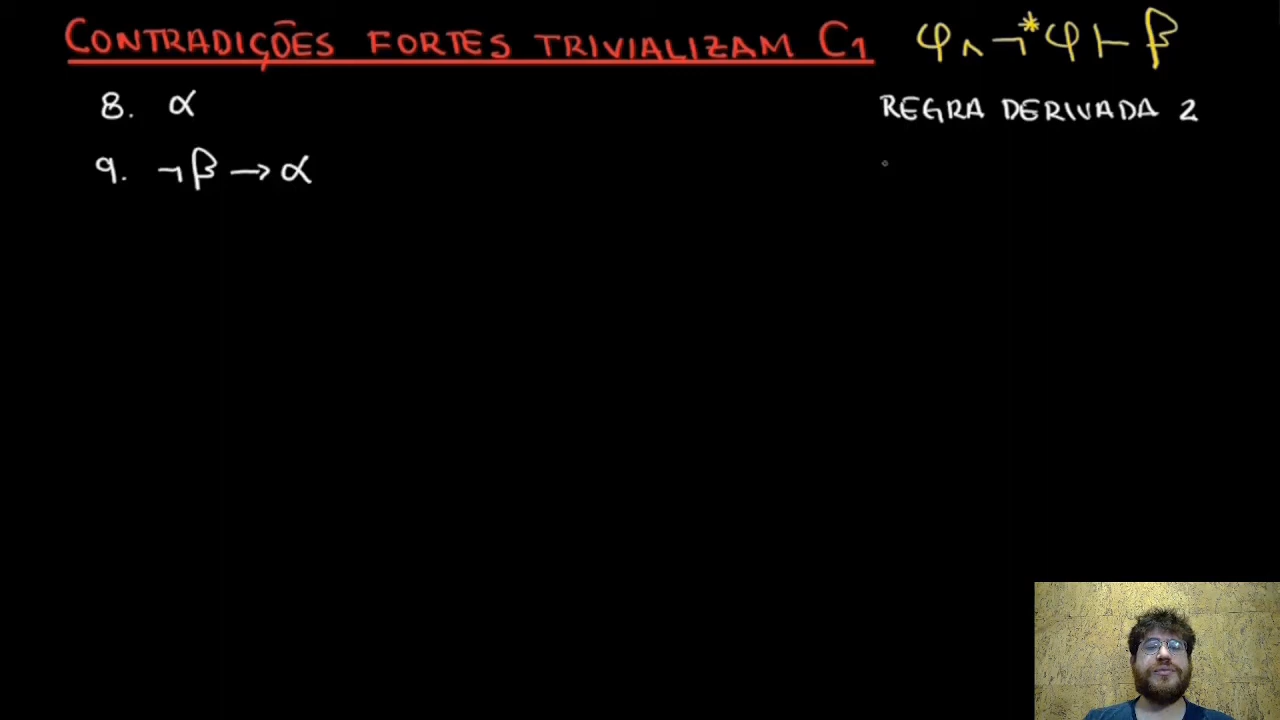 CONTRADIÇÕES FORTES TRIVIALIZAM C₁ φ ∧ ¬*φ ⊢ β
8. α REGRA DERIVADA 2
9. ¬β → α